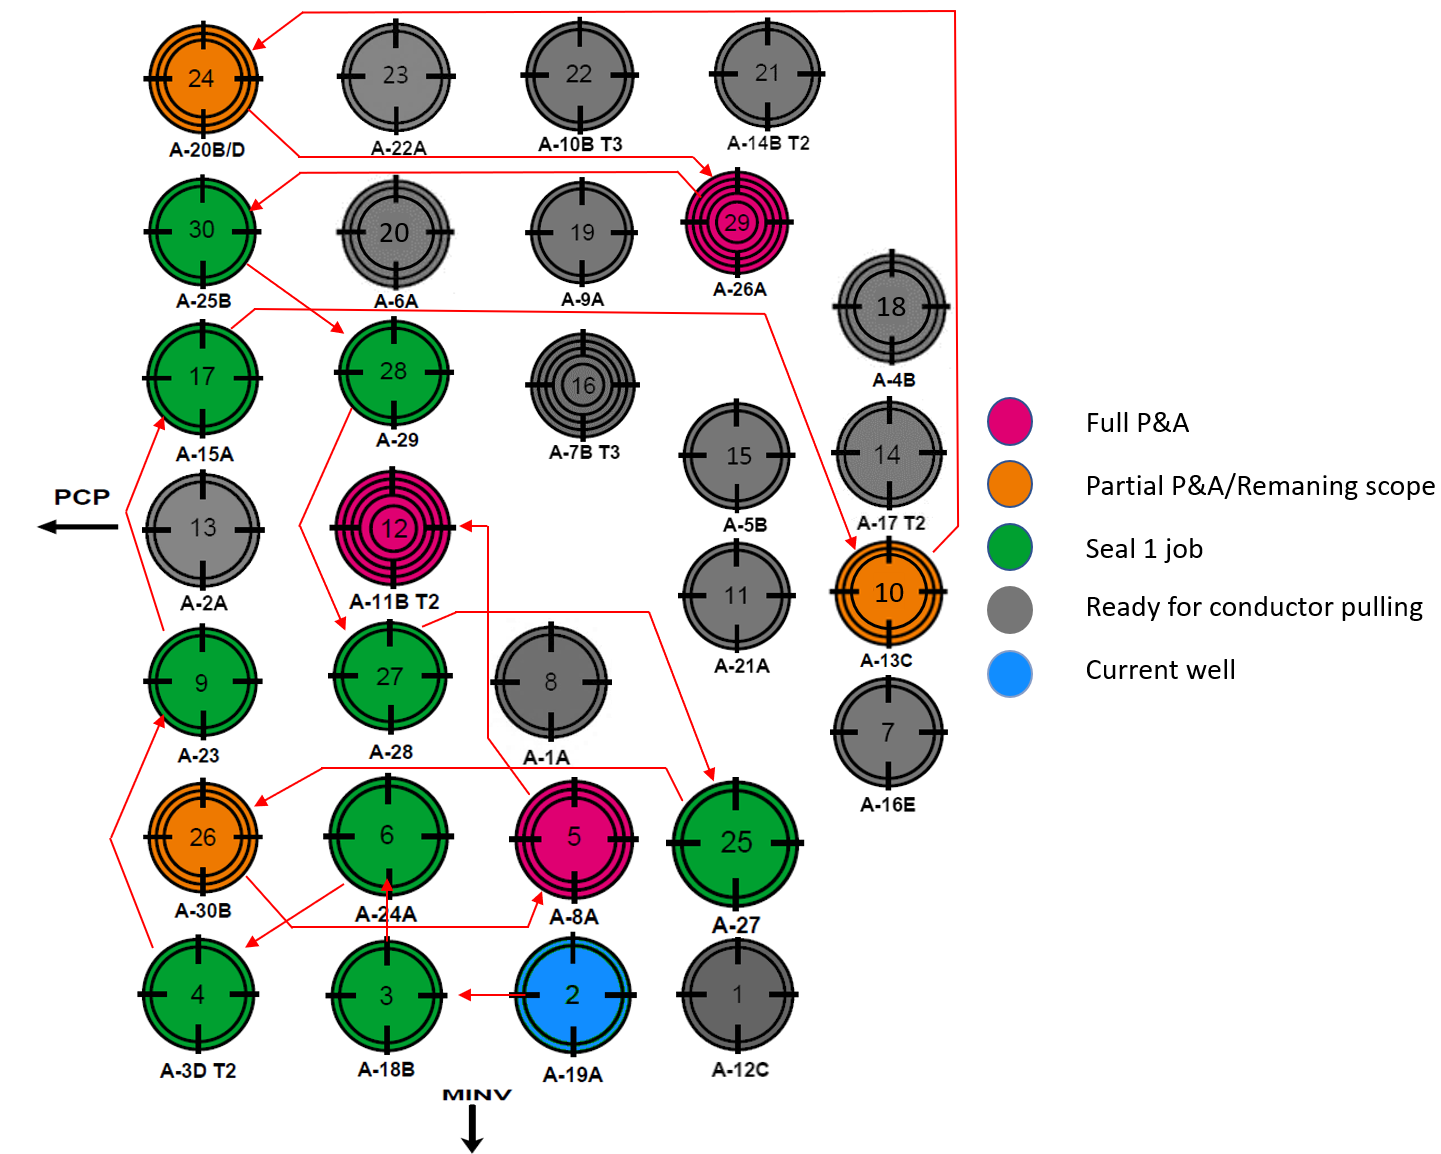 24
23
22
21
A-20B/D
A-22A
A-10B T3
A-14B T2
30
20
19
29
A-25B
A-6A
A-9A
A-26A
18
A-4B
17
28
16
A-15A
A-29
A-7B T3
15
14
A-5B
A-17 T2
PCP
13
12
A-2A
A-11B T2
11
10
A-21A
A-13C
9
27
8
7
A-23
A-28
A-1A
A-16E
26
6
5
25
A-30B
A-24A
A-8A
A-27
4
3
2
1
A-3D T2
A-18B
A-19A
A-12C
MINV
Full P&A
Partial P&A/Remaning scope
Seal 1 job
Ready for conductor pulling
Current well